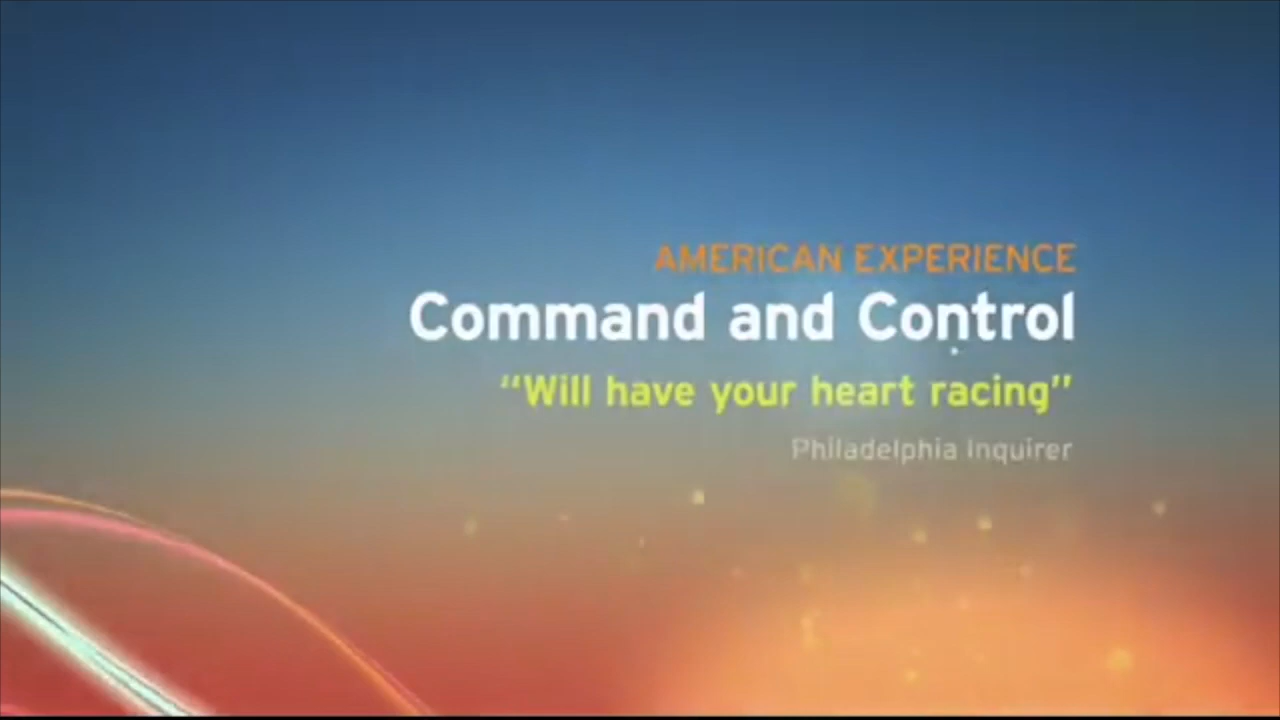 AMERICAN EXPERIENCE
Command and Control
“Will have your heart racing”
Philadelphia Inquirer